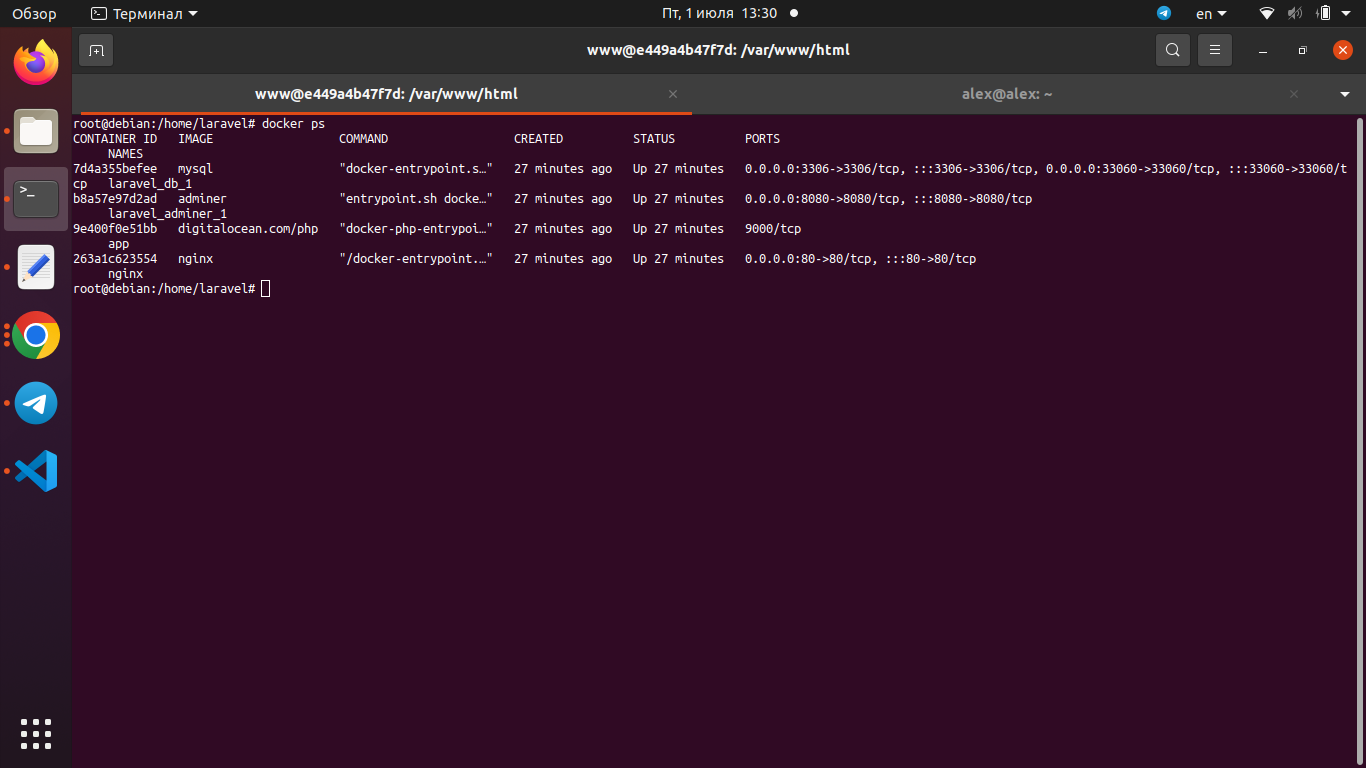 Обзор Терминал Пт, 1 июля 13:30 en
www@e449a4b47f7d: /var/www/html
www@e449a4b47f7d: /var/www/html alex@alex: ~
root@debian:/home/laravel# docker ps
CONTAINER ID IMAGE COMMAND CREATED STATUS PORTS
NAMES
7d4a355befee mysql "docker-entrypoint.s…" 27 minutes ago Up 27 minutes 0.0.0.0:3306->3306/tcp, :::3306->3306/tcp, 0.0.0.0:33060->33060/tcp, :::33060->33060/t
cp laravel_db_1
b8a57e97d2ad adminer "entrypoint.sh docke…" 27 minutes ago Up 27 minutes 0.0.0.0:8080->8080/tcp, :::8080->8080/tcp
laravel_adminer_1
9e400f0e51bb digitalocean.com/php "docker-php-entrypoi…" 27 minutes ago Up 27 minutes 9000/tcp
app
263a1c623554 nginx "/docker-entrypoint.…" 27 minutes ago Up 27 minutes 0.0.0.0:80->80/tcp, :::80->80/tcp
nginx
root@debian:/home/laravel#